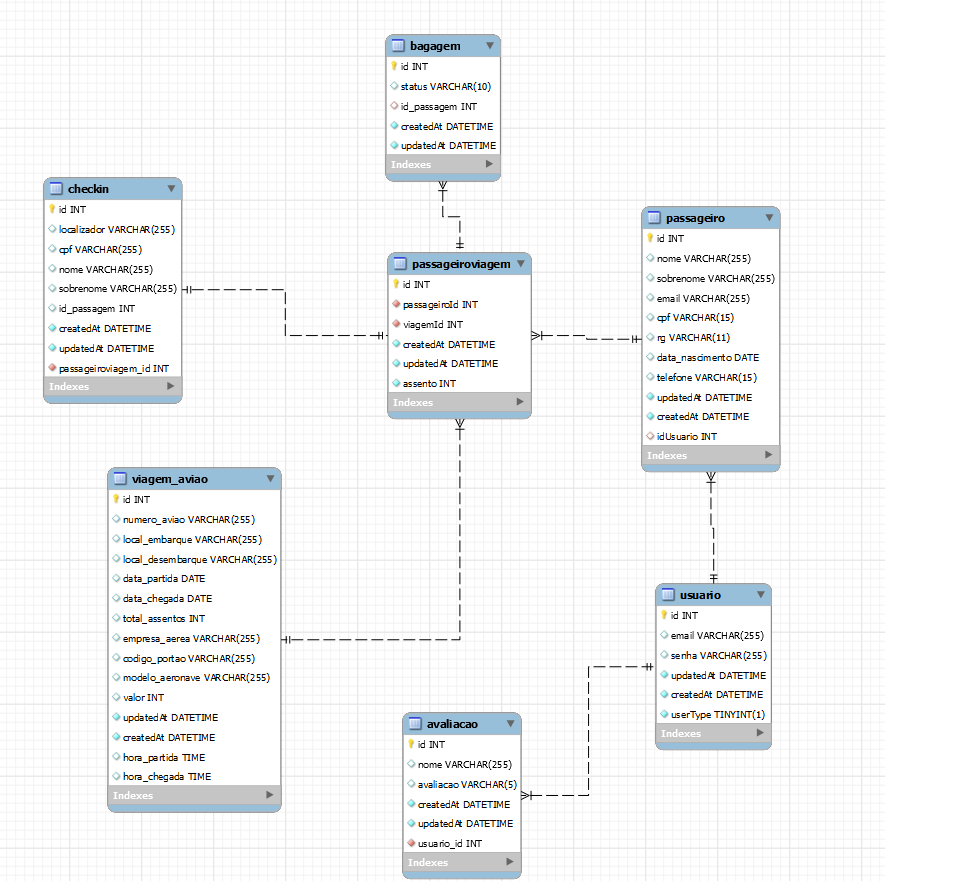 bagagem
id INT
status VARCHAR(10)
id_passagem INT
createdAt DATETIME
updatedAt DATETIME
Indexes
checkin
id INT
localizador VARCHAR(255)
cpf VARCHAR(255)
nome VARCHAR(255)
sobrenome VARCHAR(255)
id_passagem INT
createdAt DATETIME
updatedAt DATETIME
passageiroviagem_id INT
Indexes
passageiroviagem
id INT
passageiroId INT
viagemId INT
createdAt DATETIME
updatedAt DATETIME
assento INT
Indexes
passageiro
id INT
nome VARCHAR(255)
sobrenome VARCHAR(255)
email VARCHAR(255)
cpf VARCHAR(15)
rg VARCHAR(11)
data_nascimento DATE
telefone VARCHAR(15)
updatedAt DATETIME
createdAt DATETIME
idUsuario INT
Indexes
viagem_aviao
id INT
numero_aviao VARCHAR(255)
local_embarque VARCHAR(255)
local_desembarque VARCHAR(255)
data_partida DATE
data_chegada DATE
total_assentos INT
empresa_aerea VARCHAR(255)
codigo_portao VARCHAR(255)
modelo_aeronave VARCHAR(255)
valor INT
updatedAt DATETIME
createdAt DATETIME
hora_partida TIME
hora_chegada TIME
Indexes
usuario
id INT
email VARCHAR(255)
senha VARCHAR(255)
updatedAt DATETIME
createdAt DATETIME
userType TINYINT(1)
Indexes
avaliacao
id INT
nome VARCHAR(255)
avaliacao VARCHAR(5)
createdAt DATETIME
updatedAt DATETIME
usuario_id INT
Indexes